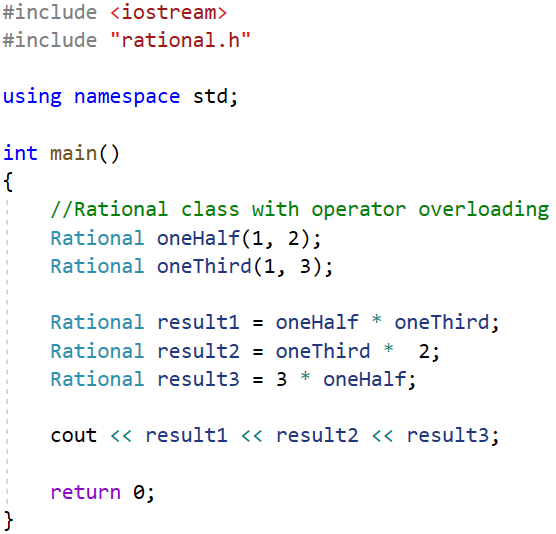 #include <iostream>
#include "rational.h"
using namespace std;
int main()
{
//Rational class with operator overloading
Rational oneHalf(1, 2);
Rational oneThird(1, 3);
Rational result1 = oneHalf * oneThird;
Rational result2 = oneThird *  2;
Rational result3 = 3 * oneHalf;
cout << result1 << result2 << result3;
return 0;
}